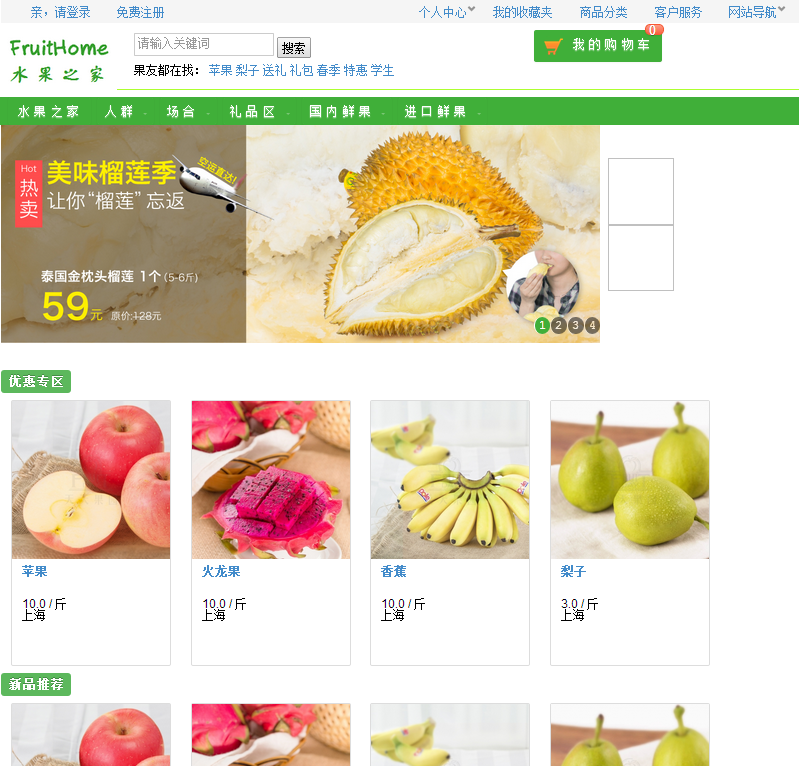 亲，请登录 免费注册 个人中心 我的收藏夹 商品分类 客户服务 网站导航
FruitHome
水果之家
请输入关键词 搜索
果友都在找： 苹果 梨子 送礼 礼包 春季 特惠 学生
我的购物车 0
水果之家 人群 场合 礼品区 国内鲜果 进口鲜果
Hot
热卖
美味榴莲季
空运直达!
让你“榴莲”忘返
泰国金枕头榴莲 1个 (5-6斤)
59元 原价:128元
1 2 3 4
优惠专区
苹果 火龙果 香蕉 梨子
10.0 / 斤 10.0 / 斤 10.0 / 斤 3.0 / 斤
上海 上海 上海 上海
新品推荐